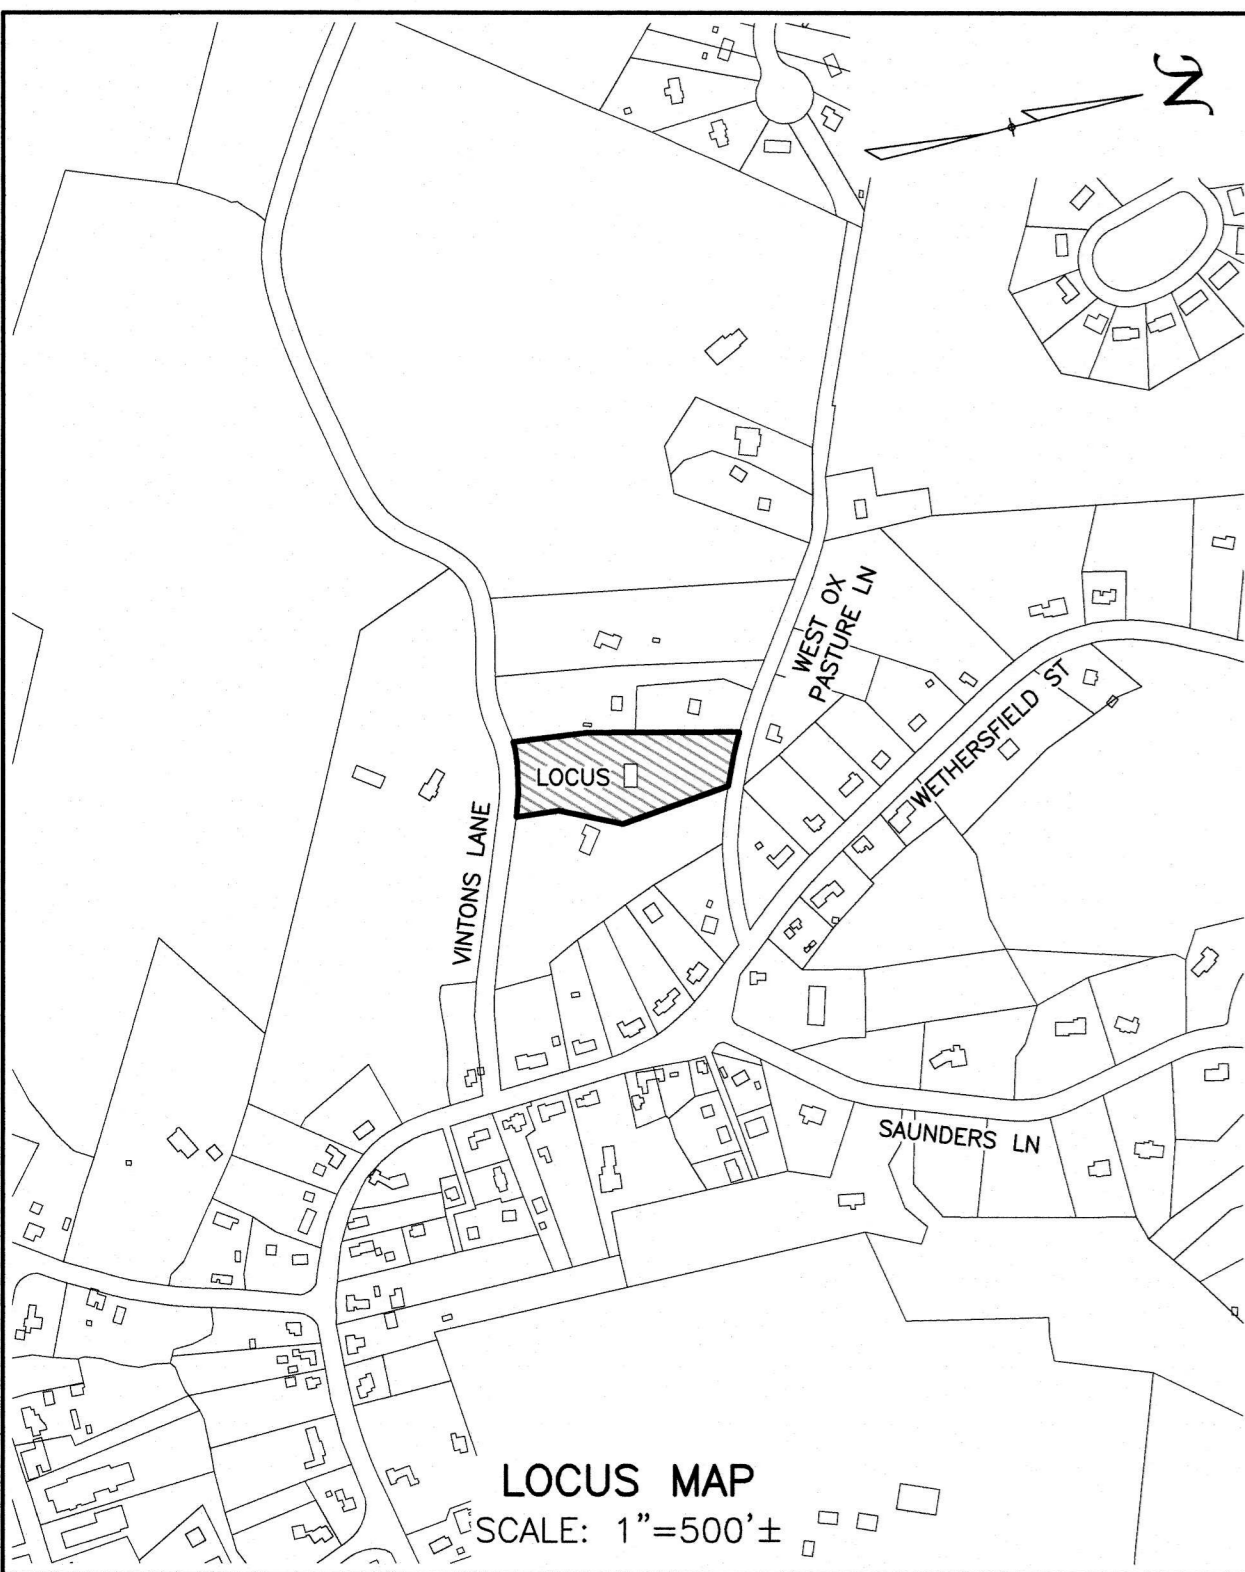 N
WEST OX
PASTURE LN
WETHERSFIELD ST
LOCUS
VINTONS LANE
SAUNDERS LN
LOCUS MAP
SCALE: 1"=500'±